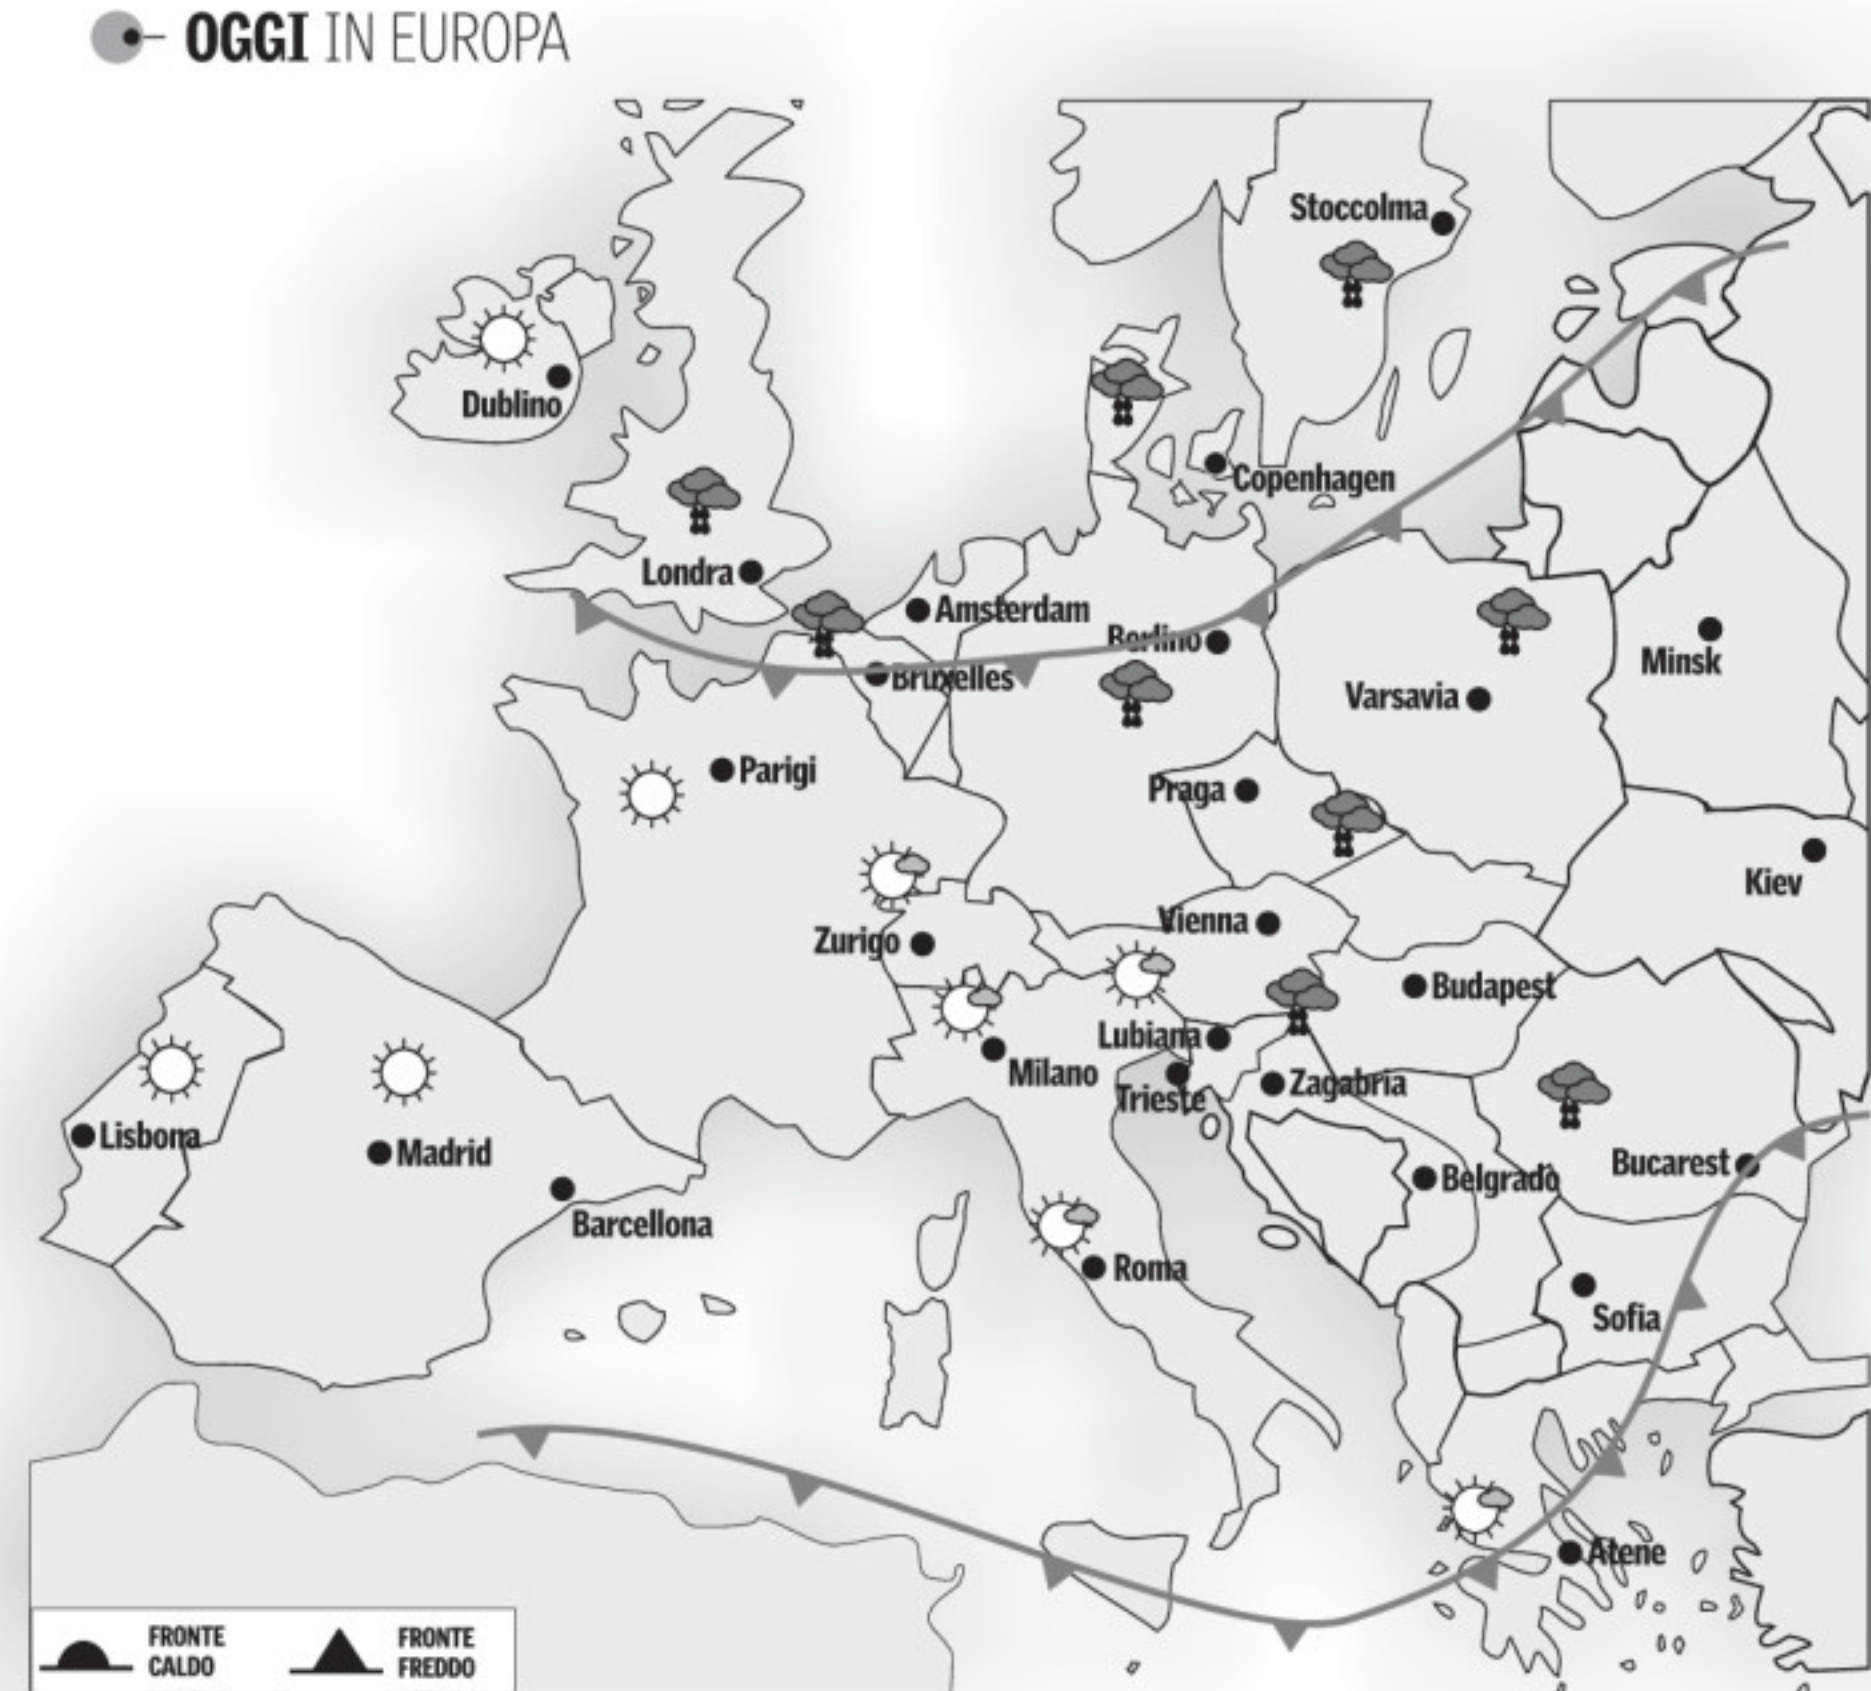 OGGI IN EUROPA
Stoccolma
Dublino
Copenhagen
Londra
Amsterdam
Berlino
Minsk
Bruxelles
Varsavia
Parigi
Praga
Kiev
Vienna
Zurigo
Budapest
Lubiana
Milano
Zagabria
Trieste
Lisbona
Madrid
Bucarest
Belgrado
Barcellona
Roma
Sofia
Atene
FRONTE
CALDO
FRONTE
FREDDO